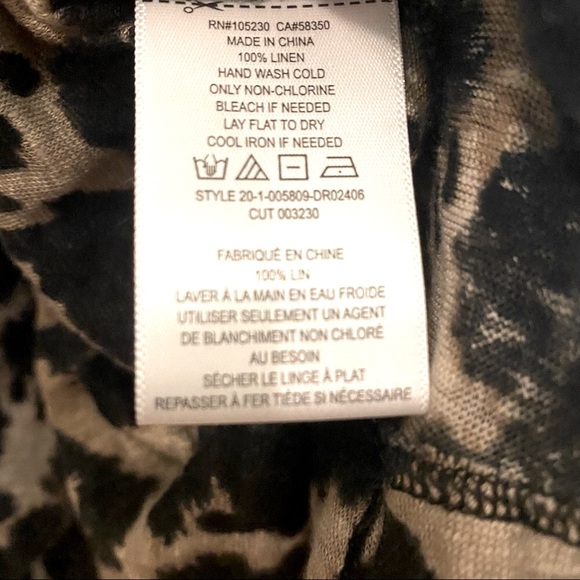 RN#105230 CA#58350
MADE IN CHINA
100% LINEN
HAND WASH COLD
ONLY NON-CHLORINE
BLEACH IF NEEDED
LAY FLAT TO DRY
COOL IRON IF NEEDED
STYLE 20-1-005809-DR02406
CUT 003230
FABRIQUÉ EN CHINE
100% LIN
LAVER À LA MAIN EN EAU FROIDE
UTILISER SEULEMENT UN AGENT
DE BLANCHIMENT NON CHLORÉ
AU BESOIN
SÉCHER LE LINGE À PLAT
REPASSER À FER TIÉDE SI NÉCESSAIRE